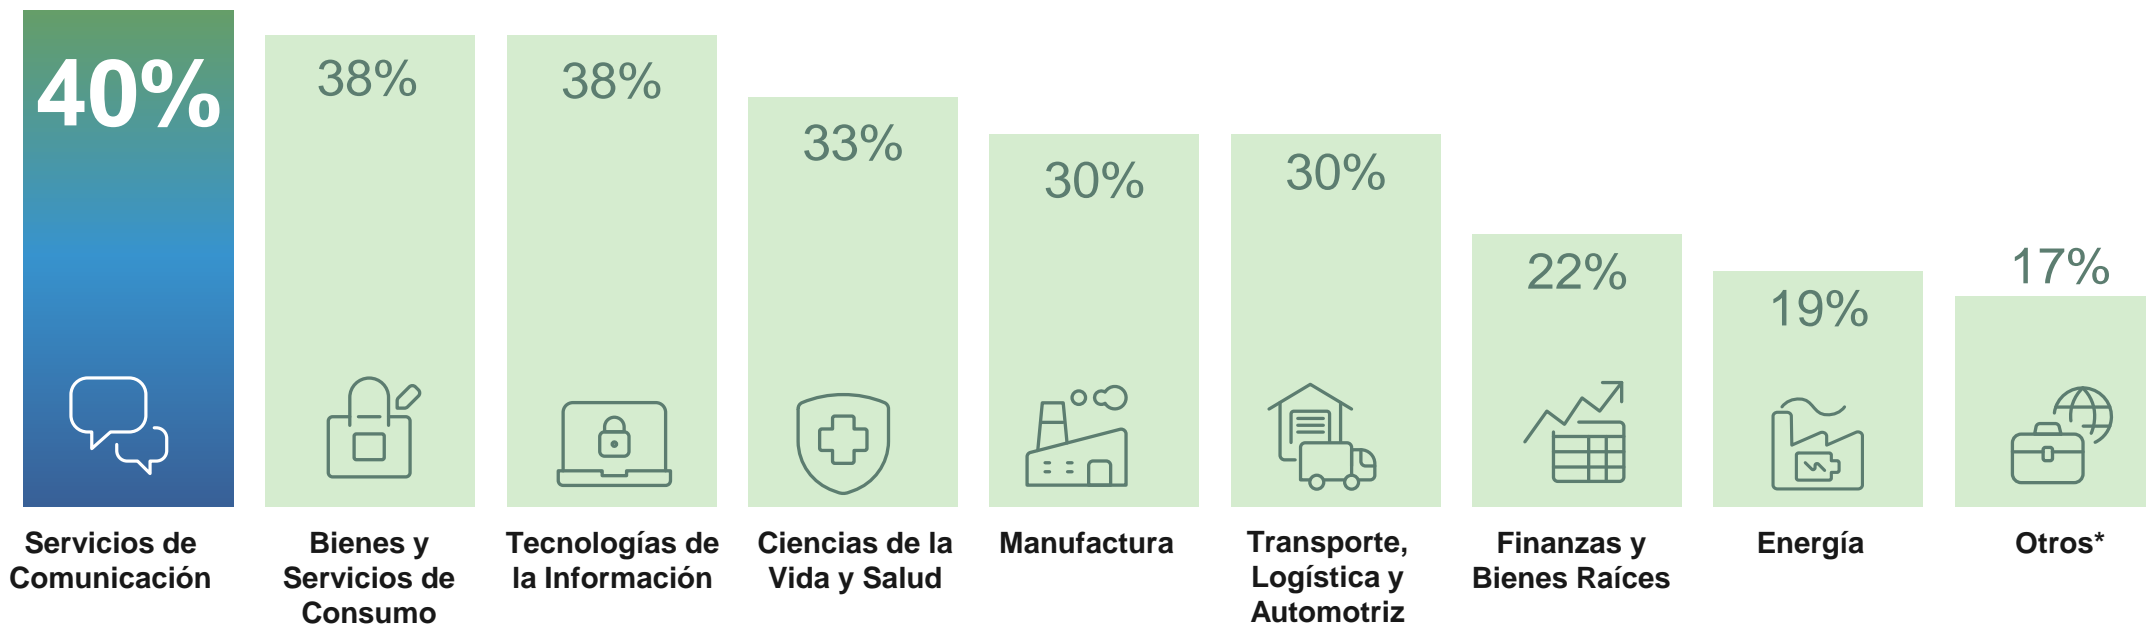 40%
38%
38%
33%
30%
30%
22%
19%
17%
Servicios de
Comunicación
Bienes y
Servicios de
Consumo
Tecnologías de
la Información
Ciencias de la
Vida y Salud
Manufactura
Transporte,
Logística y
Automotriz
Finanzas y
Bienes Raíces
Energía
Otros*